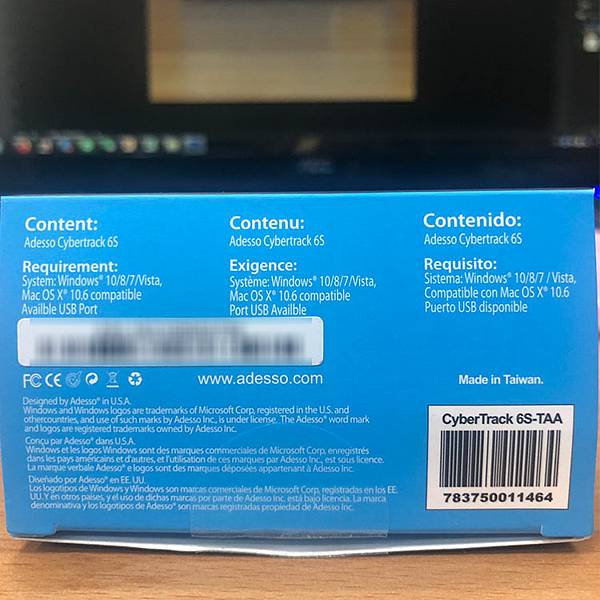 Content:
Adesso Cybertrack 6S
Requirement:
System: Windows® 10/8/7/Vista,
Mac OS X® 10.6 compatible
Availble USB Port
Contenu:
Adesso Cybertrack 6S
Exigence:
Système: Windows® 10/8/7/Vista,
Mac OS X® 10.6 compatible
Port USB Availble
Contenido:
Adesso Cybertrack 6S
Requisito:
Sistema: Windows® 10/8/7 / Vista,
Compatible con Mac OS X® 10.6
Puerto USB disponible
FC CE
www.adesso.com
Made in Taiwan.
Designed by Adesso® in U.S.A.
Windows and Windows logos are trademarks of Microsoft Corp, registered in the U.S. and
othercountries, and use of such marks by Adesso Inc., is under license. The Adesso® word mark
and logos are registered trademarks owned by Adesso Inc.
Conçu par Adesso® dans U.S.A.
Windows et les logos Windows sont des marques commerciales de Microsoft Corp, enregistrés
dans les pays américains et d'autres, et l'utilisation de ces marques par Adesso Inc., est sous licence.
La marque verbale Adesso® e logos sont des marques déposées appartenant à Adesso Inc.
Diseñado por Adesso® en EE. UU.
Los logotipos de Windows y Windows son marcas comerciales de Microsoft Corp, registradas en los EE.
UU.Y en otros países, y el uso de dichas marcas por parte de Adesso Inc. está bajo licencia. La marca
denominativa y los logos Adesso® son marcas registradas propiedad de Adesso Inc.
CyberTrack 6S-TAA
783750011464